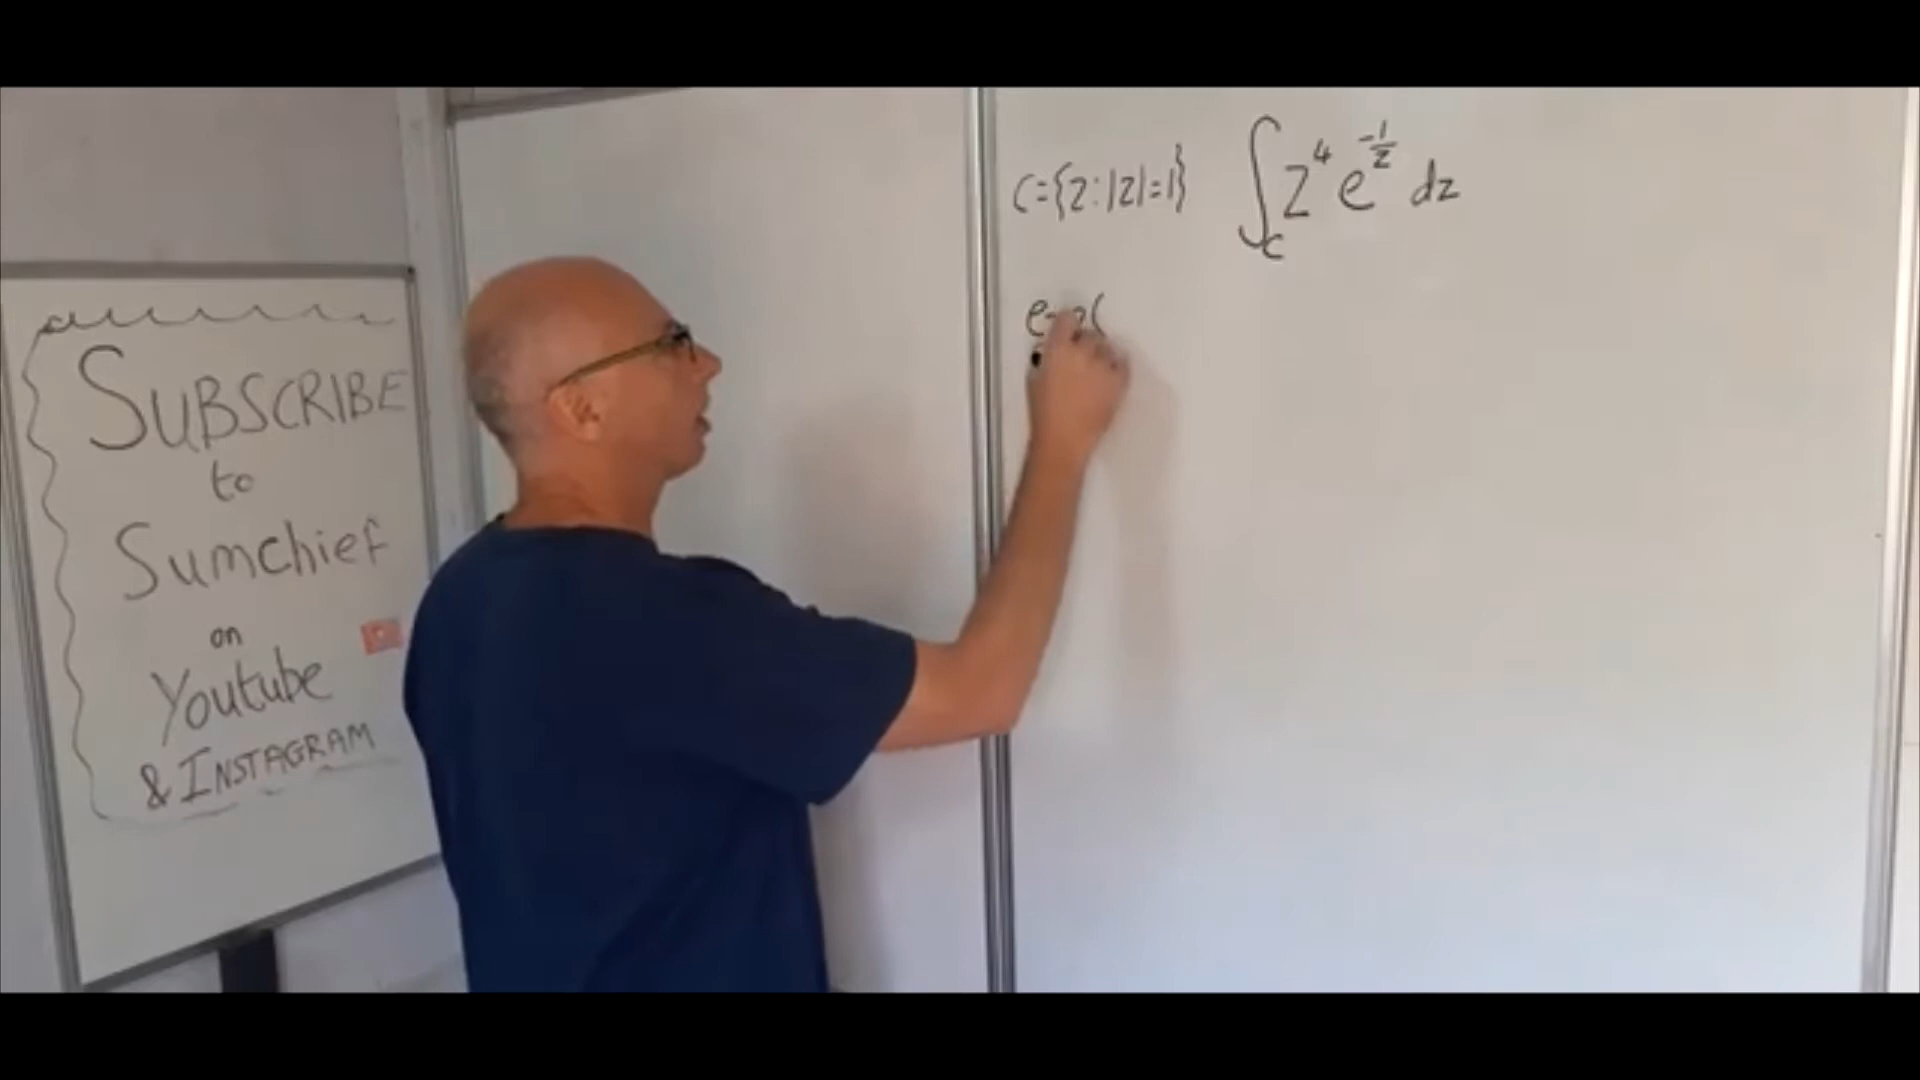 SUBSCRIBE
to
Sumchief
on
Youtube
& INSTAGRAM
C={z:|z|=1} ∫_C z^4 e^{-1/z} dz